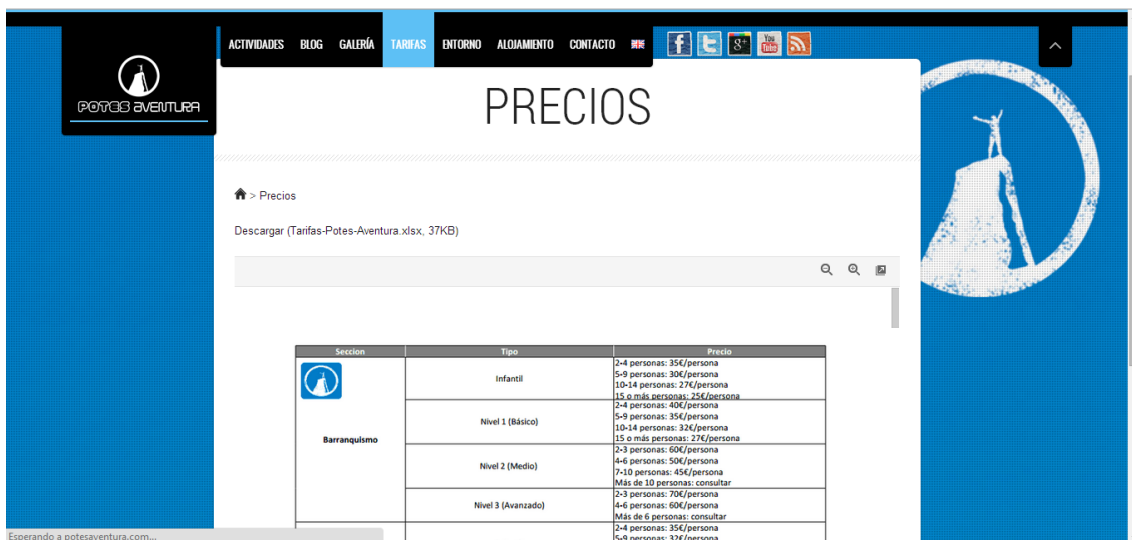 ACTIVIDADES BLOG GALERÍA TARIFAS ENTORNO ALOJAMIENTO CONTACTO
POTES AVENTURA
PRECIOS
> Precios
Descargar (Tarifas-Potes-Aventura.xlsx, 37KB)
Seccion Tipo Precio
Barranquismo
Infantil
2-4 personas: 35€/persona
5-9 personas: 30€/persona
10-14 personas: 27€/persona
15 o más personas: 25€/persona
Nivel 1 (Básico)
2-4 personas: 40€/persona
5-9 personas: 35€/persona
10-14 personas: 32€/persona
15 o más personas: 27€/persona
Nivel 2 (Medio)
2-3 personas: 60€/persona
4-6 personas: 50€/persona
7-10 personas: 45€/persona
Más de 10 personas: consultar
Nivel 3 (Avanzado)
2-3 personas: 70€/persona
4-6 personas: 60€/persona
Más de 6 personas: consultar
2-4 personas: 35€/persona
5-9 personas: 32€/persona
Esperando a potesaventura.com...